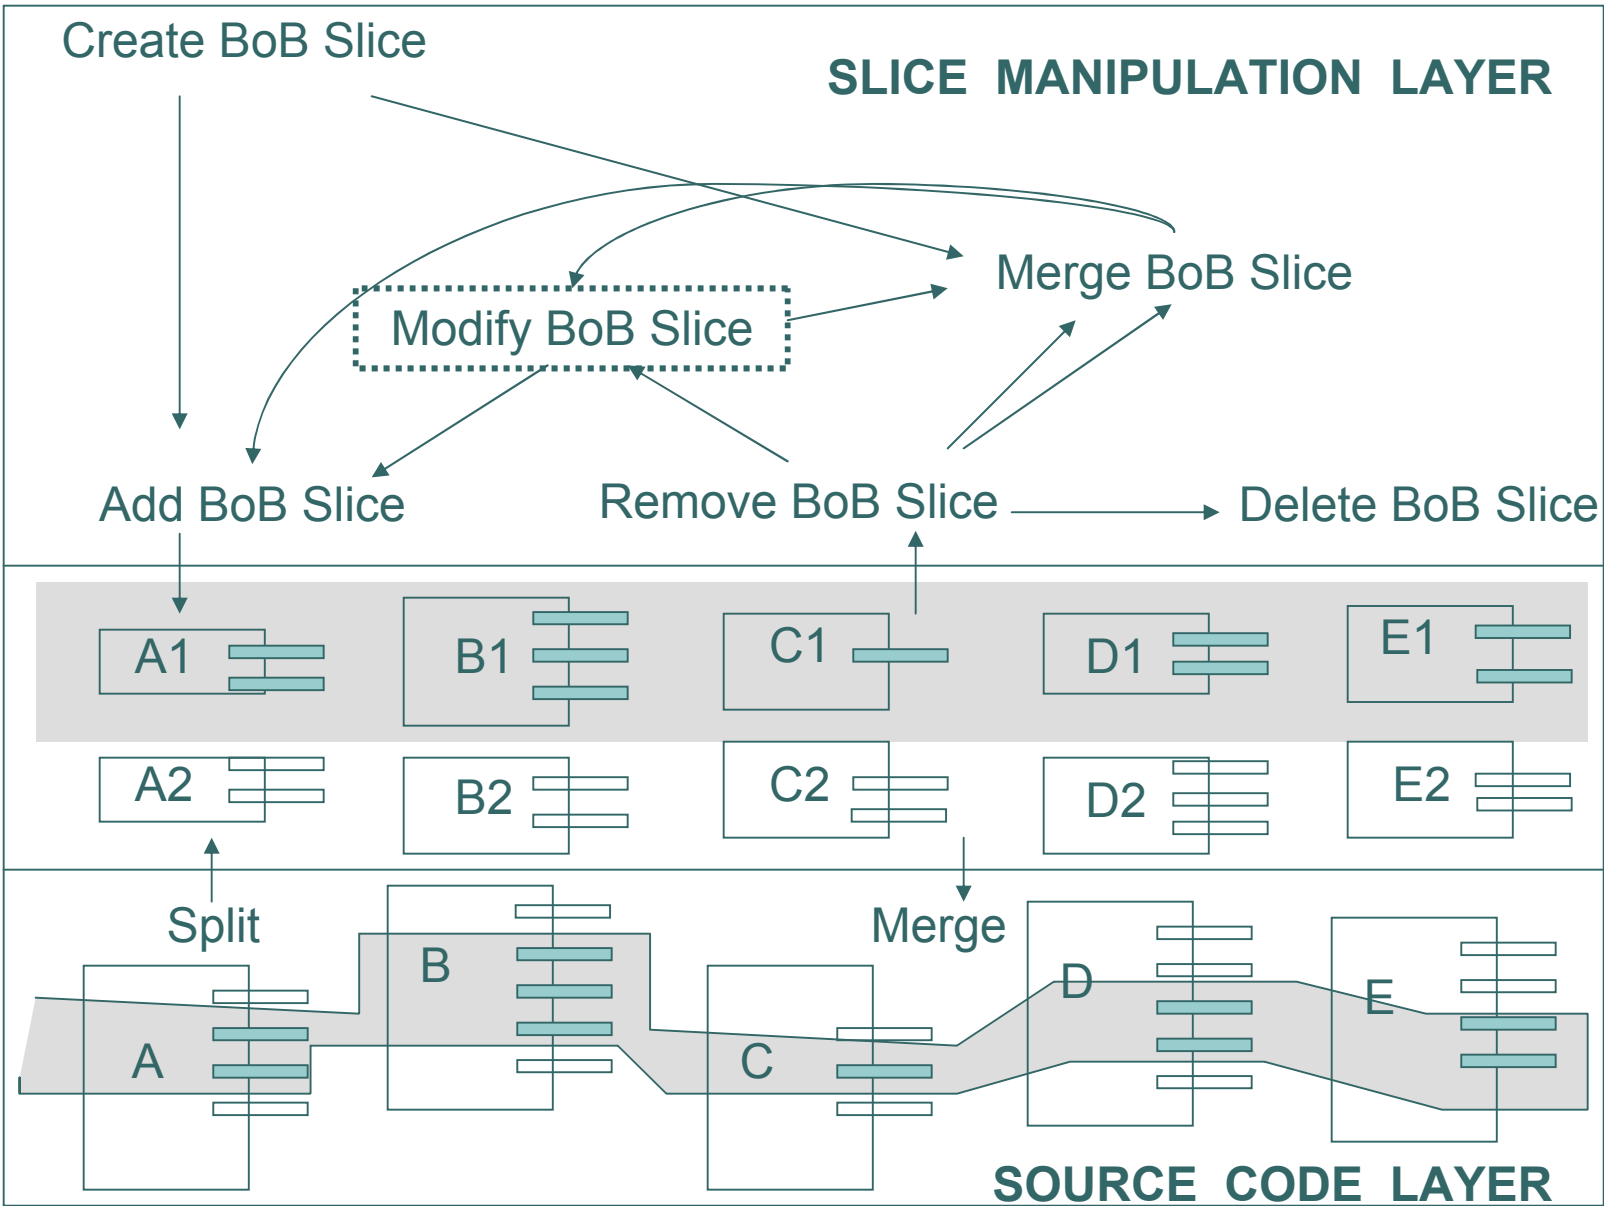 Create BoB Slice
SLICE MANIPULATION LAYER
Merge BoB Slice
Modify BoB Slice
Add BoB Slice
Remove BoB Slice
Delete BoB Slice
A1
B1
C1
D1
E1
A2
B2
C2
D2
E2
Split
Merge
A
B
C
D
E
SOURCE CODE LAYER